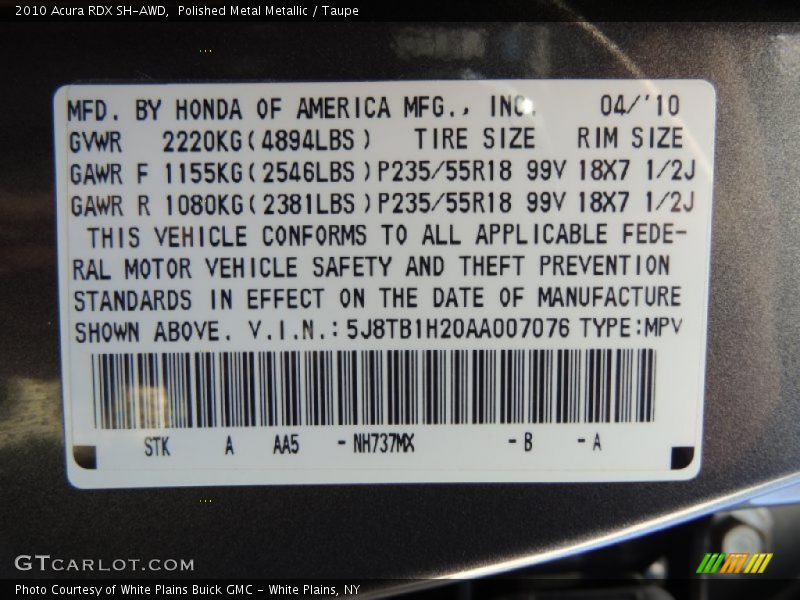 2010 Acura RDX SH-AWD, Polished Metal Metallic / Taupe
MFD. BY HONDA OF AMERICA MFG., INC. 04/'10
GVWR 2220KG(4894LBS) TIRE SIZE RIM SIZE
GAWR F 1155KG(2546LBS)P235/55R18 99V 18X7 1/2J
GAWR R 1080KG(2381LBS)P235/55R18 99V 18X7 1/2J
THIS VEHICLE CONFORMS TO ALL APPLICABLE FEDE-
RAL MOTOR VEHICLE SAFETY AND THEFT PREVENTION
STANDARDS IN EFFECT ON THE DATE OF MANUFACTURE
SHOWN ABOVE. V.I.N.:5J8TB1H20AA007076 TYPE:MPV
STK A AA5 -NH737MX -B -A
GTCARLOT.COM
Photo Courtesy of White Plains Buick GMC - White Plains, NY